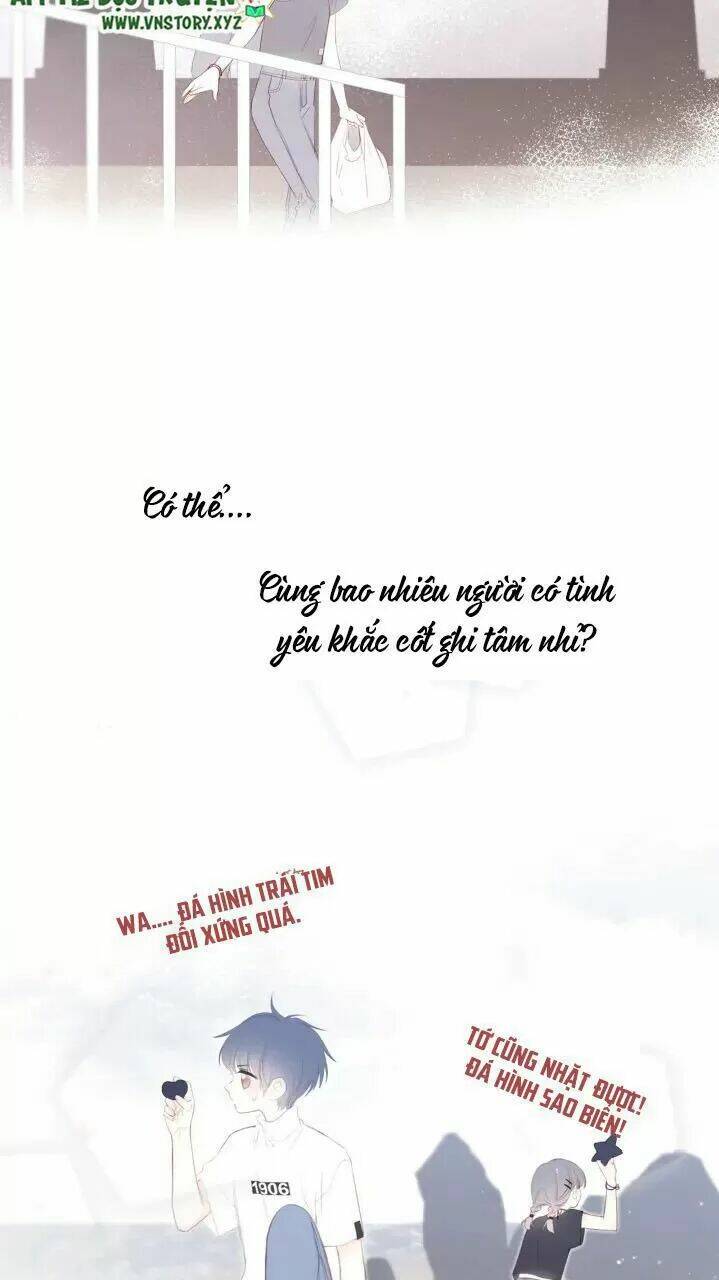 WWW.VNSTORY.XYZ
Có thể....
Cùng bao nhiêu người có tình
yêu khắc cốt ghi tâm nhỉ?
WA.... ĐÁ HÌNH TRÁI TIM
ĐỐI XỨNG QUÁ.
TỚ CŨNG NHẶT ĐƯỢC!
ĐÁ HÌNH SAO BIỂN!
1906